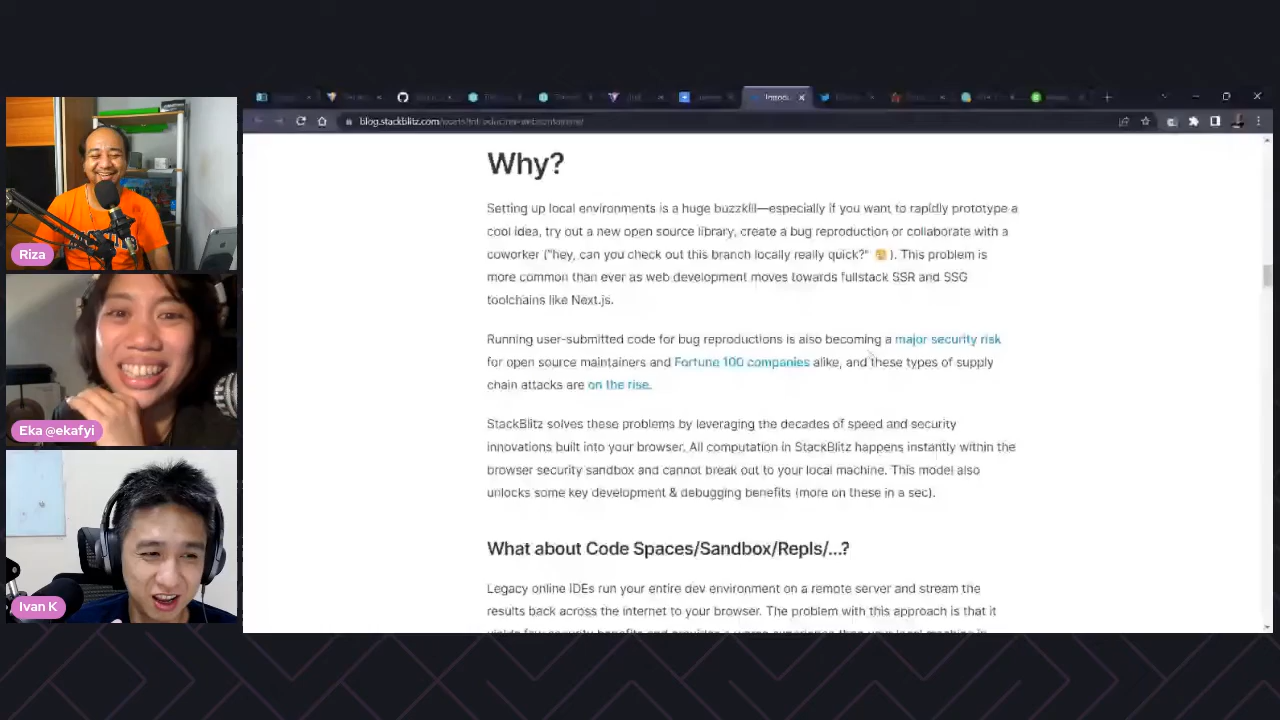 blog.stackblitz.com/posts/introducing-webcontainers/
Why?
Setting up local environments is a huge buzzkill—especially if you want to rapidly prototype a
cool idea, try out a new open source library, create a bug reproduction or collaborate with a
coworker ("hey, can you check out this branch locally really quick?" ). This problem is
more common than ever as web development moves towards fullstack SSR and SSG
toolchains like Next.js.
Running user-submitted code for bug reproductions is also becoming a major security risk
for open source maintainers and Fortune 100 companies alike, and these types of supply
chain attacks are on the rise.
StackBlitz solves these problems by leveraging the decades of speed and security
innovations built into your browser. All computation in StackBlitz happens instantly within the
browser security sandbox and cannot break out to your local machine. This model also
unlocks some key development & debugging benefits (more on these in a sec).
What about Code Spaces/Sandbox/Repls/...?
Legacy online IDEs run your entire dev environment on a remote server and stream the
results back across the internet to your browser. The problem with this approach is that it
Riza
Eka @ekafyi
Ivan K